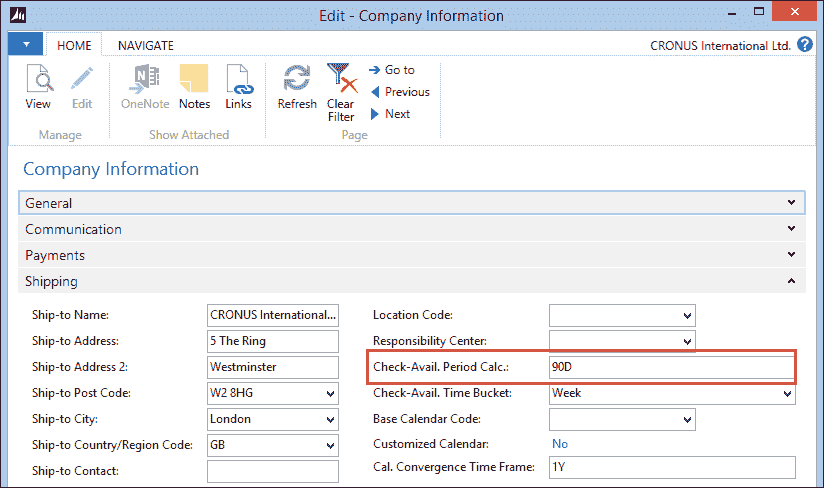 Edit - Company Information
HOME NAVIGATE CRONUS International Ltd. ?
View Edit OneNote Notes Links Refresh Clear Filter
Go to
Previous
Next
Manage Show Attached Page
Company Information
General
Communication
Payments
Shipping
Ship-to Name: CRONUS International... Location Code:
Ship-to Address: 5 The Ring Responsibility Center:
Ship-to Address 2: Westminster Check-Avail. Period Calc.: 90D
Ship-to Post Code: W2 8HG Check-Avail. Time Bucket: Week
Ship-to City: London Base Calendar Code:
Ship-to Country/Region Code: GB Customized Calendar: No
Ship-to Contact: Cal. Convergence Time Frame: 1Y